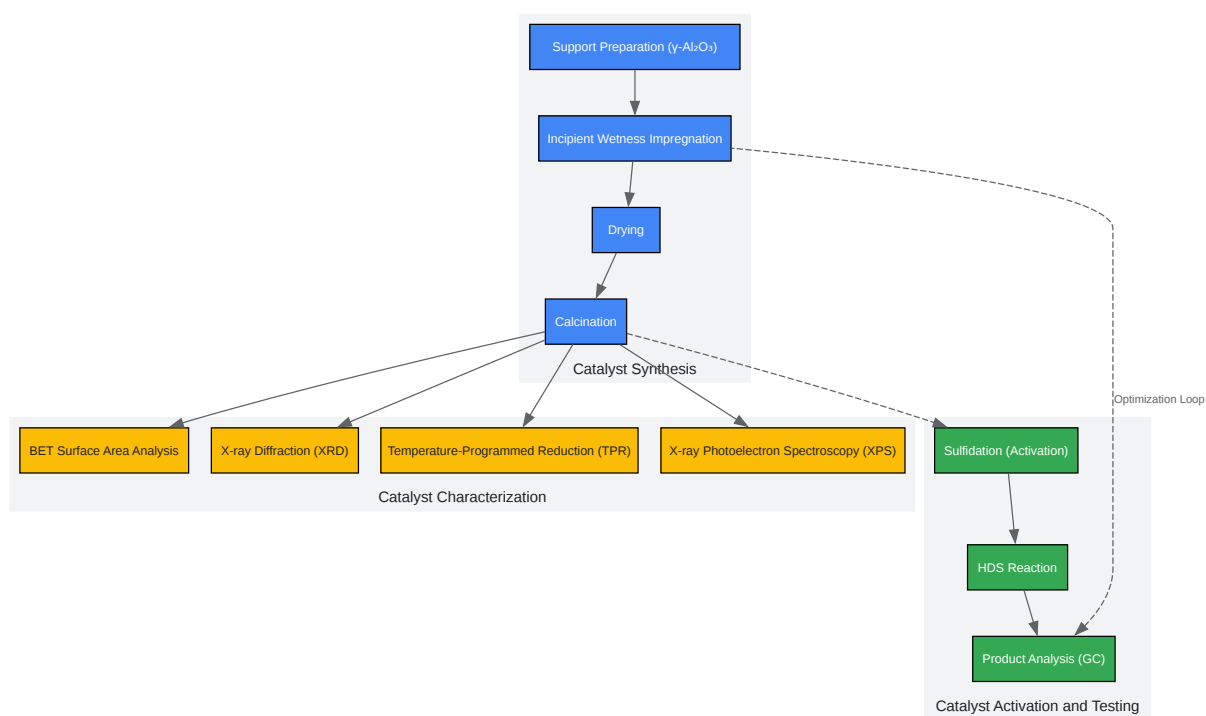 Support Preparation (γ-Al₂O₃)
Incipient Wetness Impregnation
Drying
Calcination
Catalyst Synthesis
Optimization Loop
BET Surface Area Analysis
X-ray Diffraction (XRD)
Temperature-Programmed Reduction (TPR)
X-ray Photoelectron Spectroscopy (XPS)
Catalyst Characterization
Sulfidation (Activation)
HDS Reaction
Product Analysis (GC)
Catalyst Activation and Testing